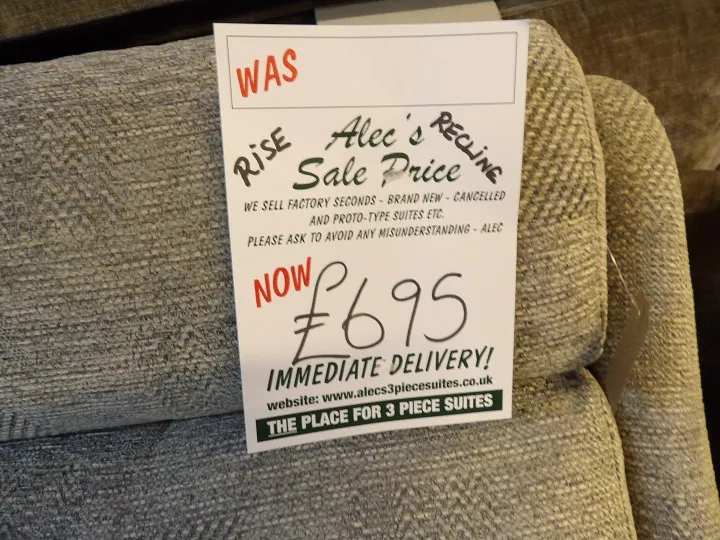 WAS
RISE Alec's RECLINE
Sale Price
WE SELL FACTORY SECONDS - BRAND NEW - CANCELLED
AND PROTO-TYPE SUITES ETC.
PLEASE ASK TO AVOID ANY MISUNDERSTANDING - ALEC
NOW
£695
IMMEDIATE DELIVERY!
website: www.alecs3piecesuites.co.uk
THE PLACE FOR 3 PIECE SUITES